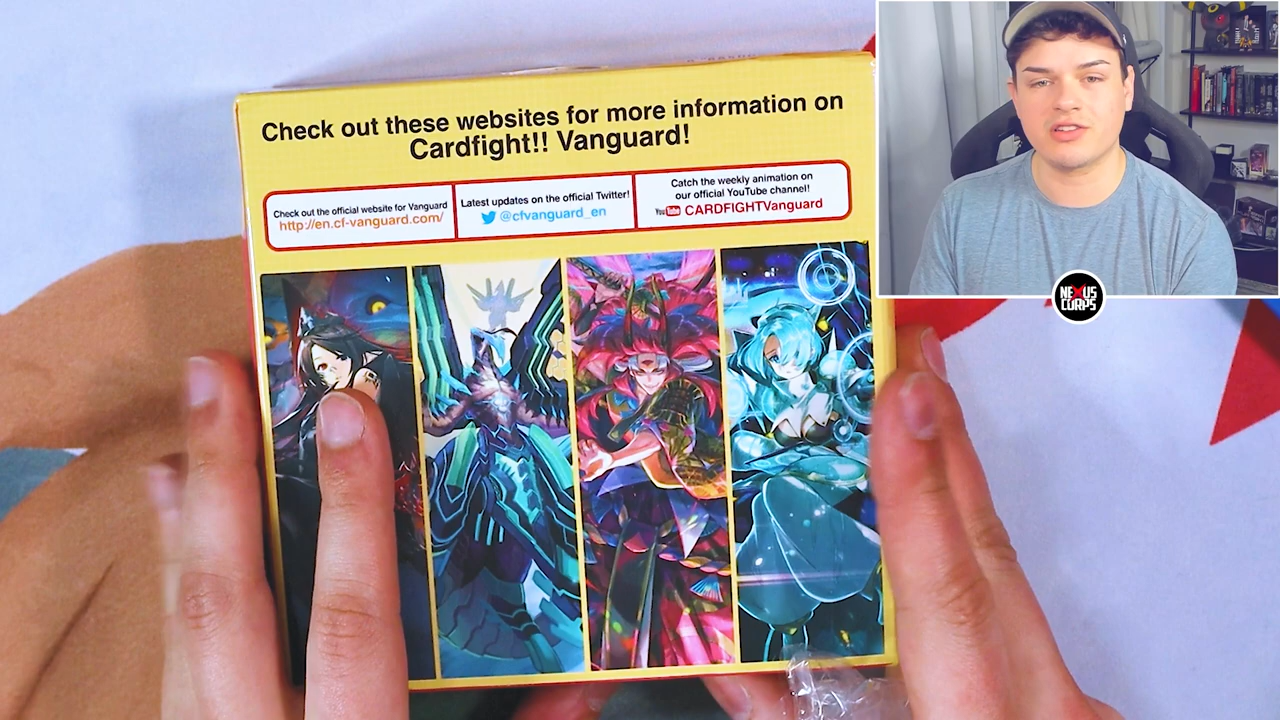 Check out these websites for more information on
Cardfight!! Vanguard!
Check out the official website for Vanguard
http://en.cf-vanguard.com/
Latest updates on the official Twitter!
@cfvanguard_en
Catch the weekly animation on
our official YouTube channel!
YouTube CARDFIGHTVanguard
NEXUS
CORPS